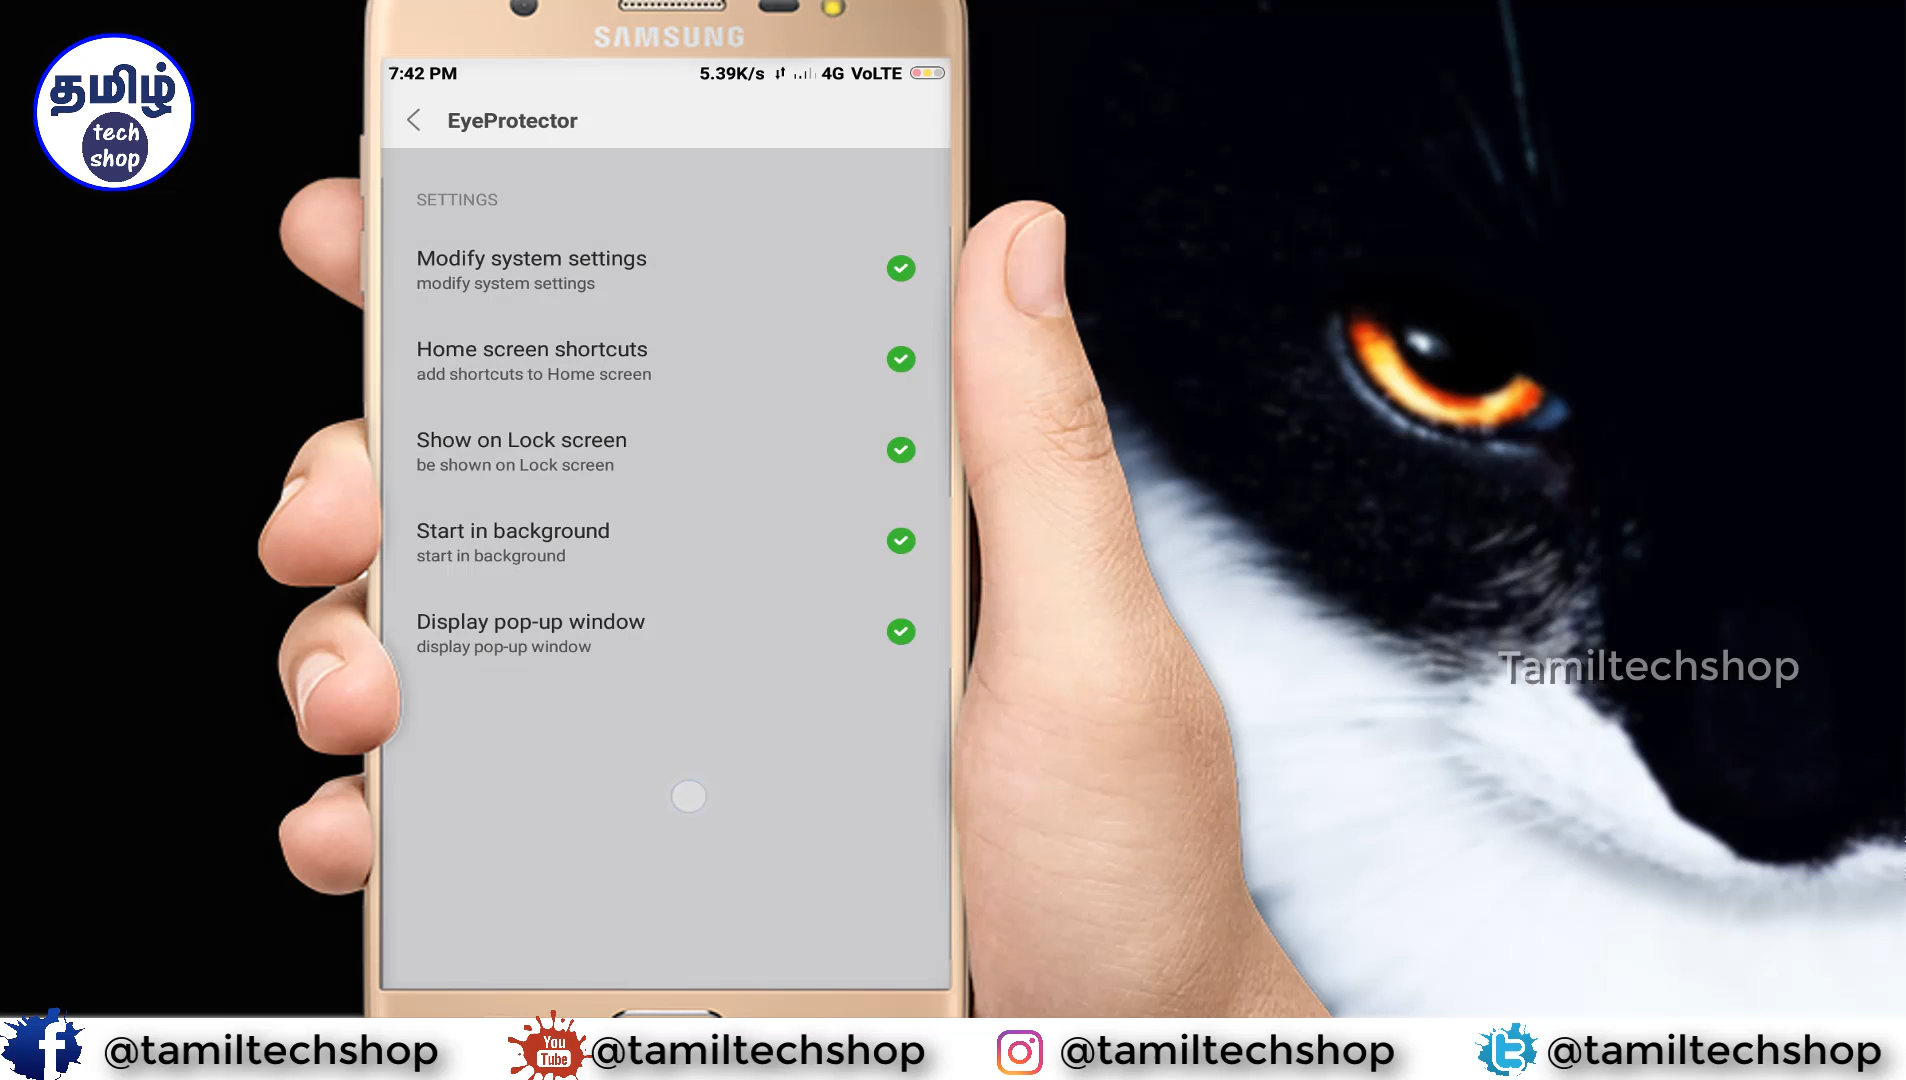 தமிழ்
tech
shop
SAMSUNG
7:42 PM
5.39K/s 4G VoLTE
EyeProtector
SETTINGS
Modify system settings
modify system settings
Home screen shortcuts
add shortcuts to Home screen
Show on Lock screen
be shown on Lock screen
Start in background
start in background
Display pop-up window
display pop-up window
Tamiltechshop
@tamiltechshop
You
Tube
@tamiltechshop
@tamiltechshop
@tamiltechshop